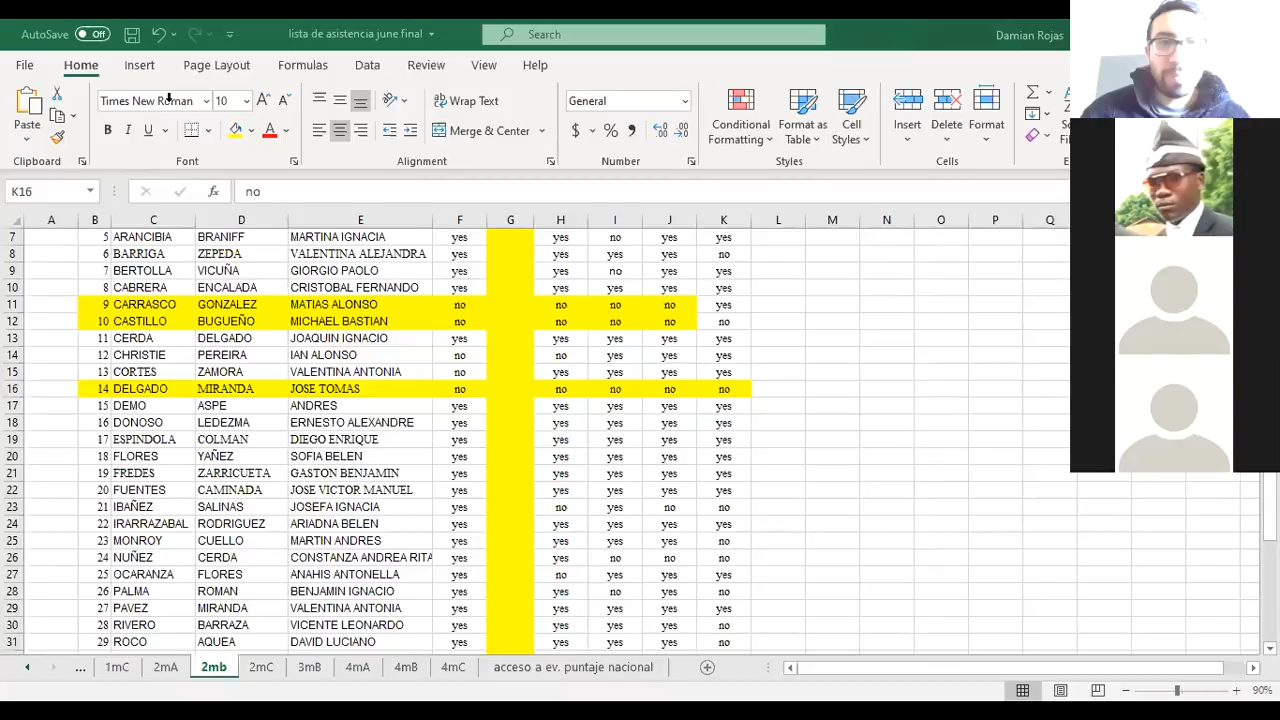 AutoSave Off lista de asistencia june final Search Damian Rojas
File Home Insert Page Layout Formulas Data Review View Help
Times New Roman 10 Wrap Text General
Paste B I U Merge & Center $ % Conditional Formatting Format as Table Cell Styles Insert Delete Format
Clipboard Font Alignment Number Styles Cells
K16 fx no
A B C D E F G H I J K L M N O P Q
7 5 ARANCIBIA BRANIFF MARTINA IGNACIA yes yes no yes yes
8 6 BARRIGA ZEPEDA VALENTINA ALEJANDRA yes yes yes yes no
9 7 BERTOLLA VICUÑA GIORGIO PAOLO yes yes no yes yes
10 8 CABRERA ENCALADA CRISTOBAL FERNANDO yes yes yes yes yes
11 9 CARRASCO GONZALEZ MATIAS ALONSO no no no no yes
12 10 CASTILLO BUGUEÑO MICHAEL BASTIAN no no no no no
13 11 CERDA DELGADO JOAQUIN IGNACIO yes yes yes yes yes
14 12 CHRISTIE PEREIRA IAN ALONSO no no yes yes yes
15 13 CORTES ZAMORA VALENTINA ANTONIA no yes yes yes yes
16 14 DELGADO MIRANDA JOSE TOMAS no no no no no
17 15 DEMO ASPE ANDRES yes yes yes yes yes
18 16 DONOSO LEDEZMA ERNESTO ALEXANDRE yes yes yes yes yes
19 17 ESPINDOLA COLMAN DIEGO ENRIQUE yes yes yes yes yes
20 18 FLORES YAÑEZ SOFIA BELEN yes yes yes yes yes
21 19 FREDES ZARRICUETA GASTON BENJAMIN yes yes yes yes yes
22 20 FUENTES CAMINADA JOSE VICTOR MANUEL yes yes yes yes yes
23 21 IBAÑEZ SALINAS JOSEFA IGNACIA yes no yes no no
24 22 IRARRAZABAL RODRIGUEZ ARIADNA BELEN yes yes yes yes yes
25 23 MONROY CUELLO MARTIN ANDRES yes yes yes yes no
26 24 NUÑEZ CERDA CONSTANZA ANDREA RITA yes yes no no no
27 25 OCARANZA FLORES ANAHIS ANTONELLA yes no yes yes yes
28 26 PALMA ROMAN BENJAMIN IGNACIO yes yes no yes yes
29 27 PAVEZ MIRANDA VALENTINA ANTONIA yes yes yes yes yes
30 28 RIVERO BARRAZA VICENTE LEONARDO yes yes yes yes no
31 29 ROCO AQUEA DAVID LUCIANO yes yes yes yes no
... 1mC 2mA 2mb 2mC 3mB 4mA 4mB 4mC acceso a ev. puntaje nacional
90%